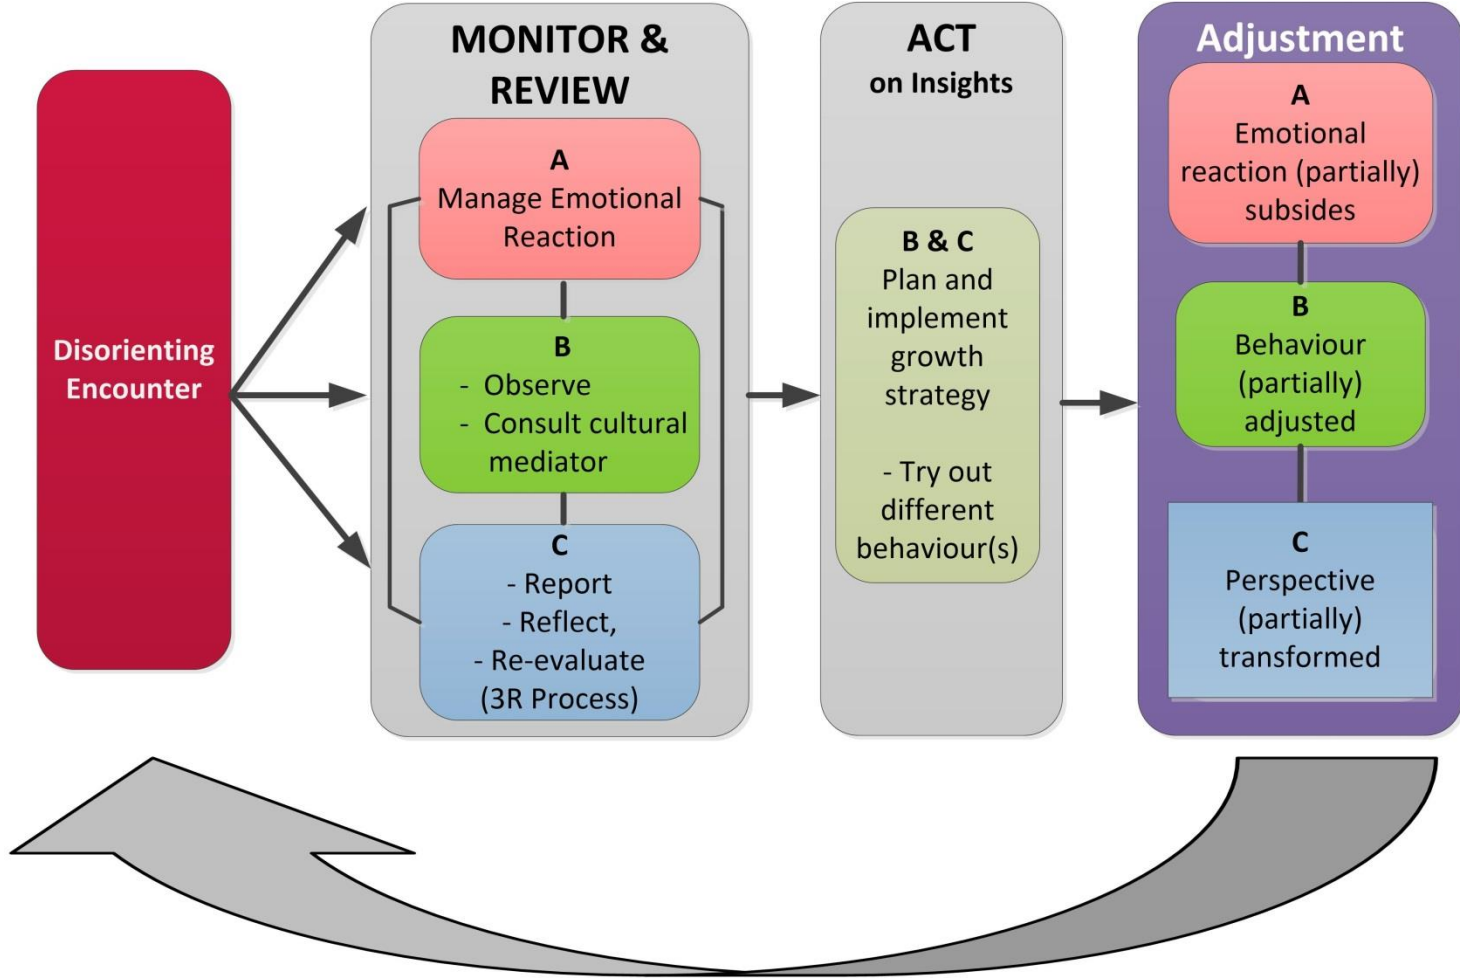 Disorienting
Encounter
MONITOR &
REVIEW
A
Manage Emotional
Reaction
B
- Observe
- Consult cultural
mediator
C
- Report
- Reflect,
- Re-evaluate
(3R Process)
ACT
on Insights
B & C
Plan and
implement
growth
strategy
- Try out
different
behaviour(s)
Adjustment
A
Emotional
reaction (partially)
subsides
B
Behaviour
(partially)
adjusted
C
Perspective
(partially)
transformed